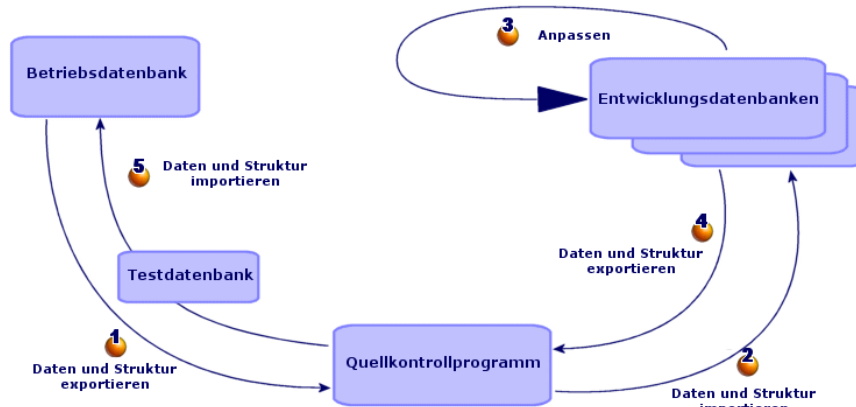 3
Anpassen
Betriebsdatenbank
Entwicklungsdatenbanken
5
Daten und Struktur
importieren
4
Daten und Struktur
exportieren
Testdatenbank
1
Daten und Struktur
exportieren
Quellkontrollprogramm
2
Daten und Struktur
importieren